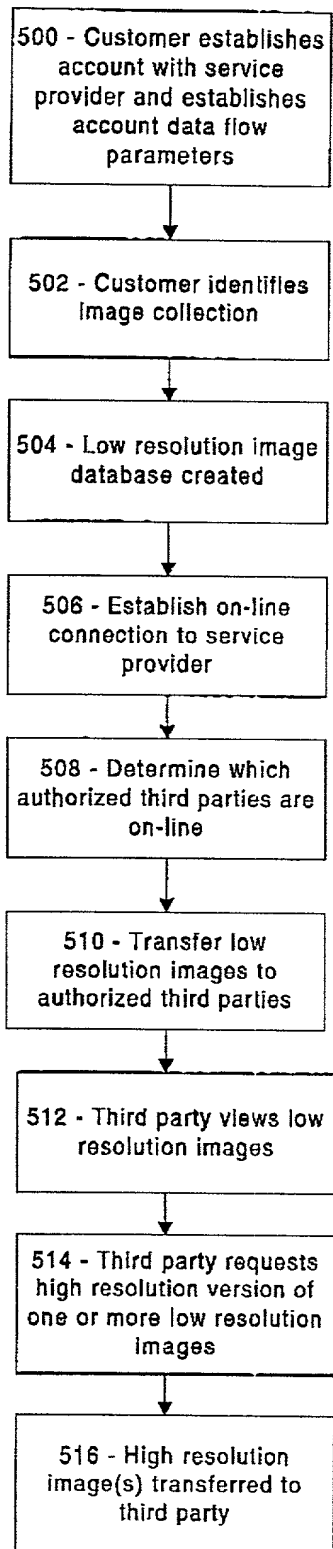 500 - Customer establishes
account with service
provider and establishes
account data flow
parameters
502 - Customer identifies
image collection
504 - Low resolution image
database created
506 - Establish on-line
connection to service
provider
508 - Determine which
authorized third parties are
on-line
510 - Transfer low
resolution images to
authorized third parties
512 - Third party views low
resolution images
514 - Third party requests
high resolution version of
one or more low resolution
images
516 - High resolution
image(s) transferred to
third party